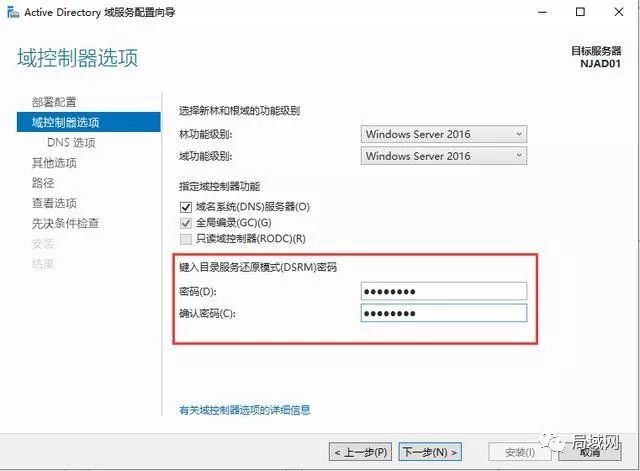 Active Directory 域服务配置向导
域控制器选项
目标服务器
NJAD01
部署配置
域控制器选项
DNS 选项
其他选项
路径
查看选项
先决条件检查
安装
结果
选择新林和根域的功能级别
林功能级别: Windows Server 2016
域功能级别: Windows Server 2016
指定域控制器功能
域名系统(DNS)服务器(O)
全局编录(GC)(G)
只读域控制器(RODC)(R)
键入目录服务还原模式(DSRM)密码
密码(D): ●●●●●●●●
确认密码(C): ●●●●●●●●
有关域控制器选项的详细信息
< 上一步(P) 下一步(N) > 安装(I) 取消
局域网